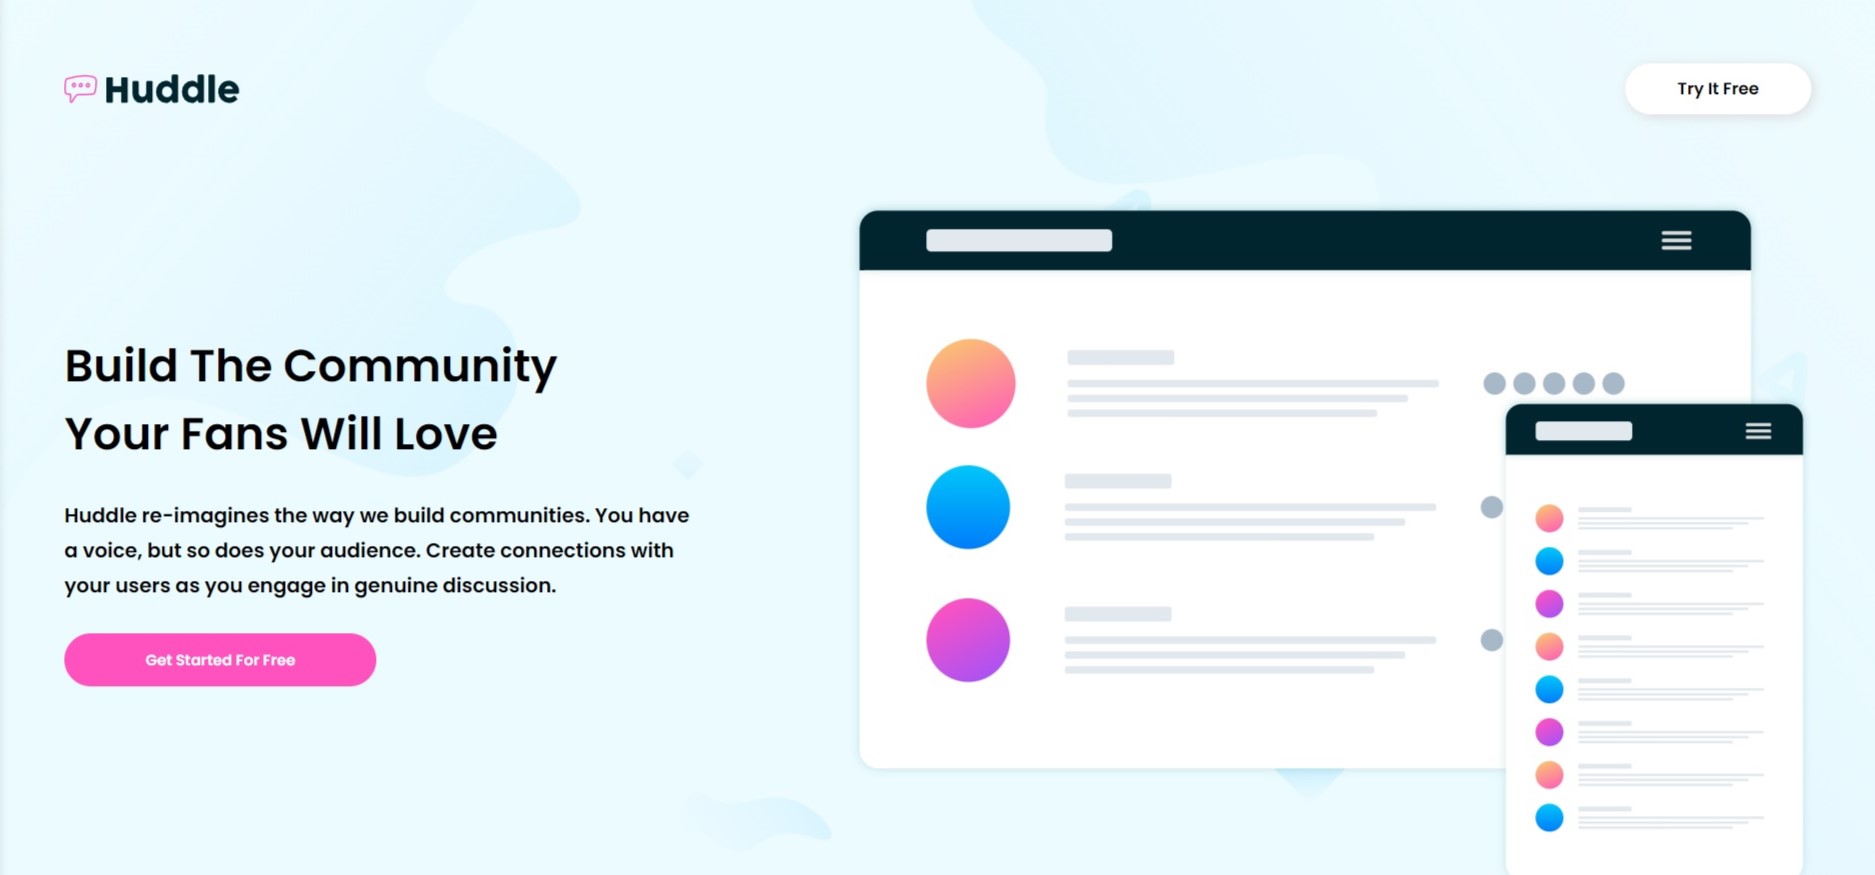 Huddle
Try It Free
Build The Community
Your Fans Will Love
Huddle re-imagines the way we build communities. You have
a voice, but so does your audience. Create connections with
your users as you engage in genuine discussion.
Get Started For Free